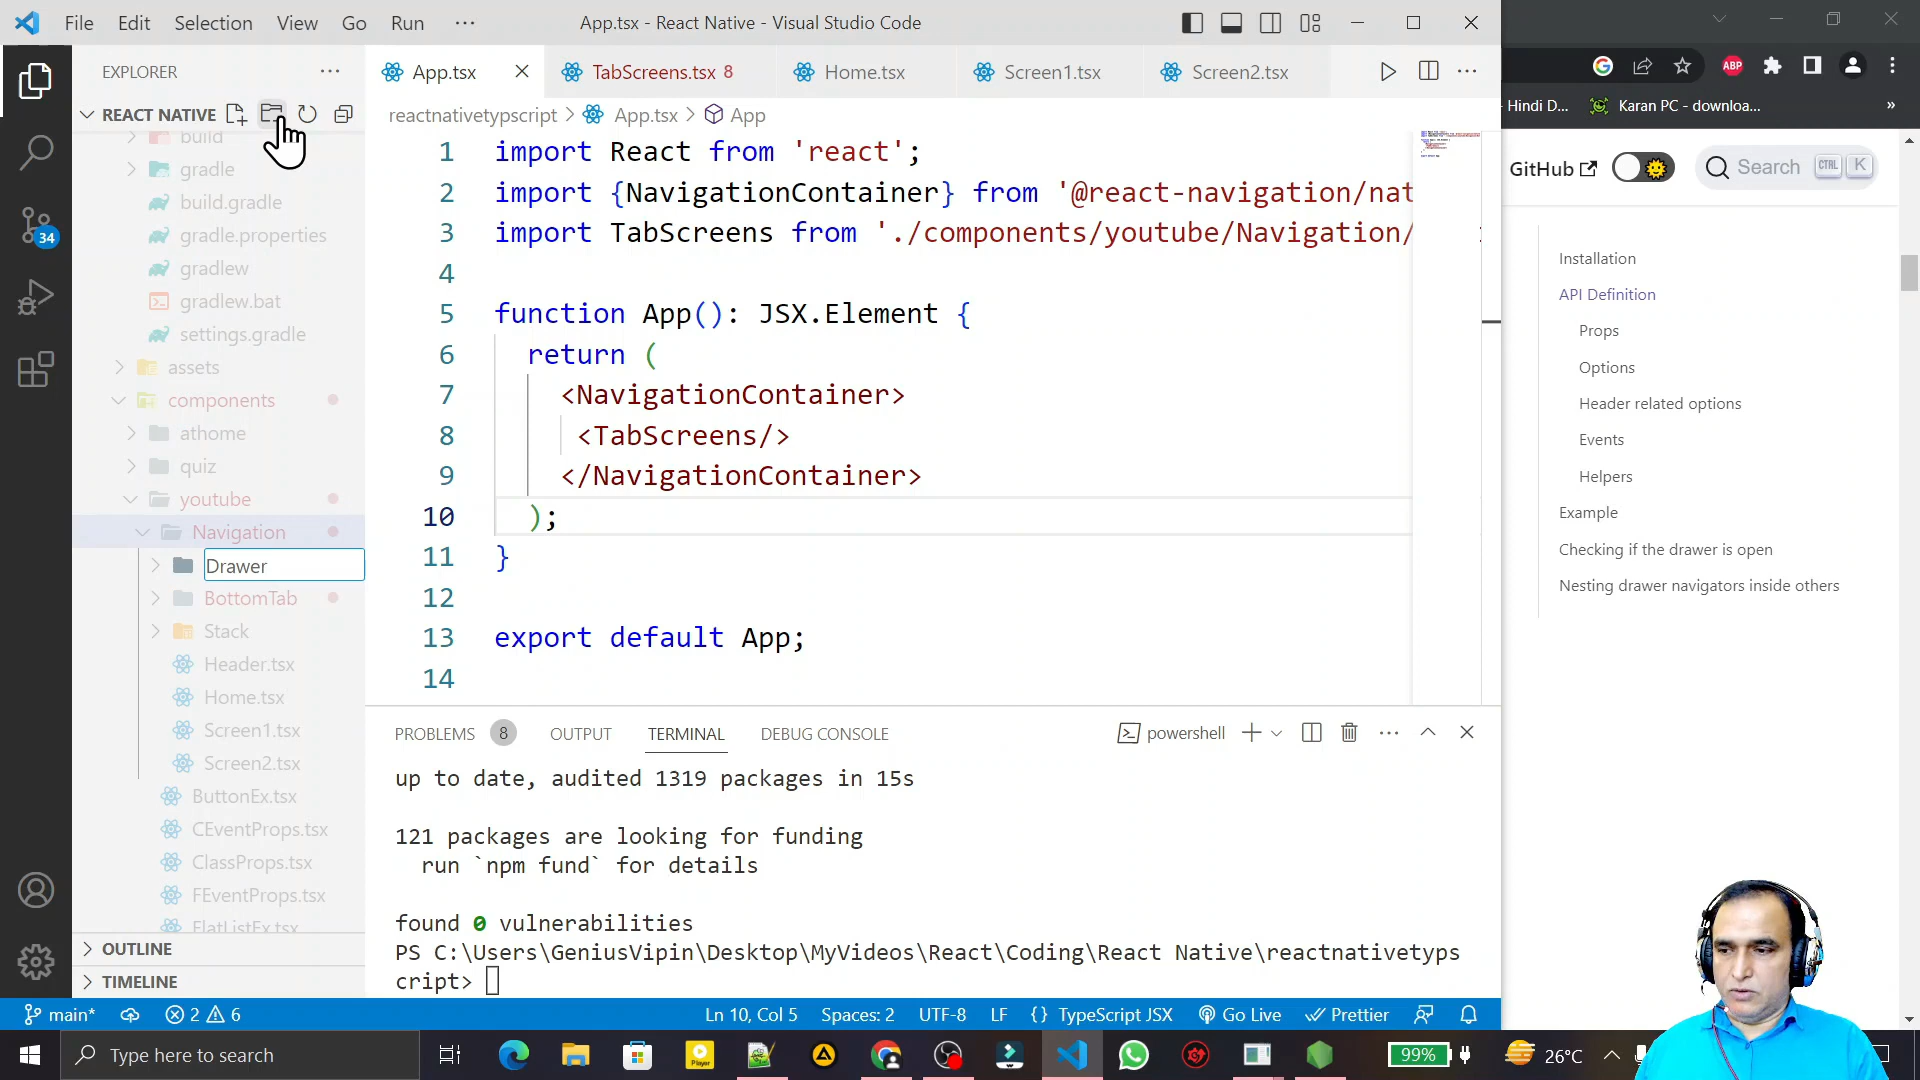 File Edit Selection View Go Run ··· App.tsx - React Native - Visual Studio Code
EXPLORER ···
REACT NATIVE
build
gradle
build.gradle
gradle.properties
gradlew
gradlew.bat
settings.gradle
assets
components
athome
quiz
youtube
Navigation
Drawer
BottomTab
Stack
Header.tsx
Home.tsx
Screen1.tsx
Screen2.tsx
ButtonEx.tsx
CEventProps.tsx
ClassProps.tsx
FEventProps.tsx
FlatListEx.tsx
OUTLINE
TIMELINE
34
App.tsx TabScreens.tsx 8 Home.tsx Screen1.tsx Screen2.tsx
reactnativetypscript > App.tsx > App
1 import React from 'react';
2 import {NavigationContainer} from '@react-navigation/nat
3 import TabScreens from './components/youtube/Navigation/
4
5 function App(): JSX.Element {
6 return (
7 <NavigationContainer>
8 <TabScreens/>
9 </NavigationContainer>
10 );
11 }
12
13 export default App;
14
PROBLEMS 8 OUTPUT TERMINAL DEBUG CONSOLE powershell
up to date, audited 1319 packages in 15s
121 packages are looking for funding
run `npm fund` for details
found 0 vulnerabilities
PS C:\Users\GeniusVipin\Desktop\MyVideos\React\Coding\React Native\reactnativetyps
cript>
main* 2 6 Ln 10, Col 5 Spaces: 2 UTF-8 LF {} TypeScript JSX Go Live Prettier
ABP
Hindi D... Karan PC - downloa... »
GitHub Search CTRL K
Installation
API Definition
Props
Options
Header related options
Events
Helpers
Example
Checking if the drawer is open
Nesting drawer navigators inside others
Type here to search Player 99% 26°C